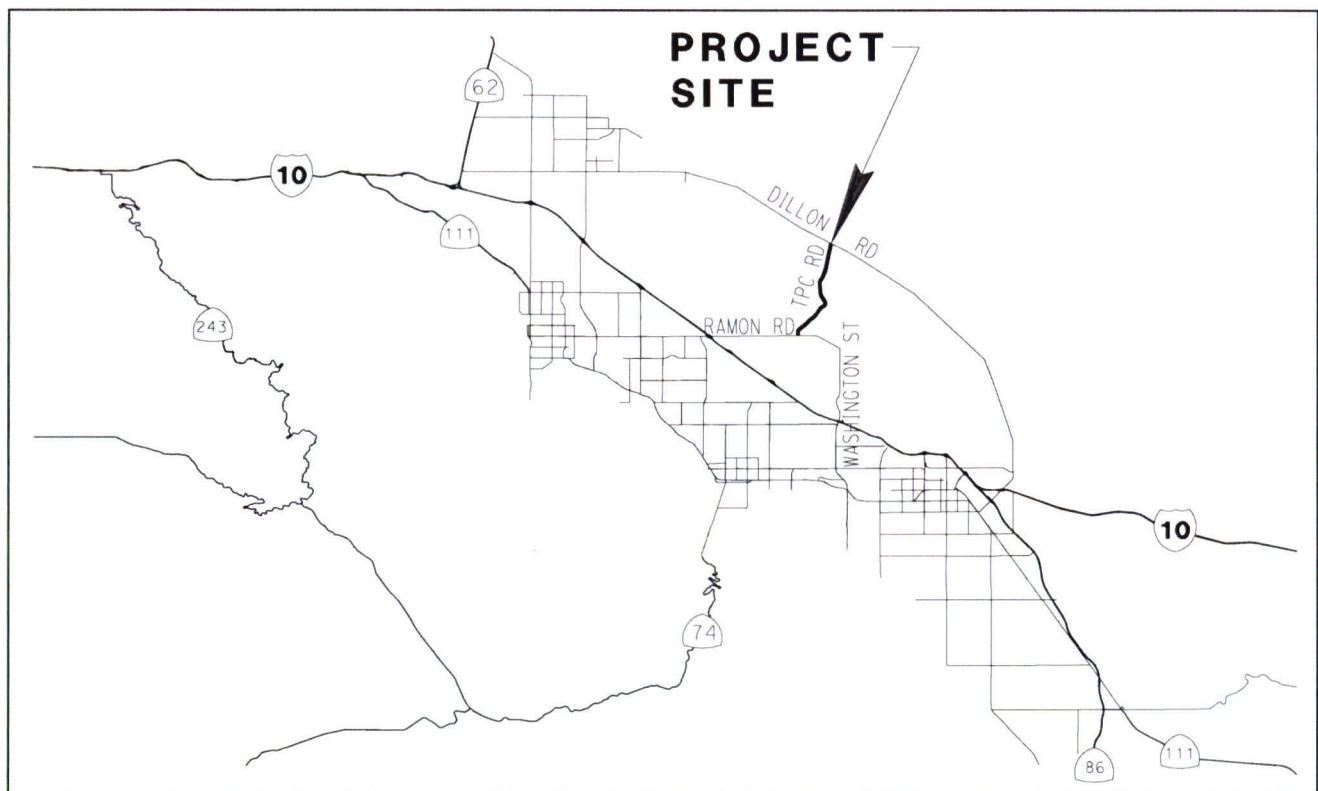 PROJECT
SITE
62
10
111
DILLON RD
TPC RD
243
RAMON RD
WASHINGTON ST
10
74
86
111